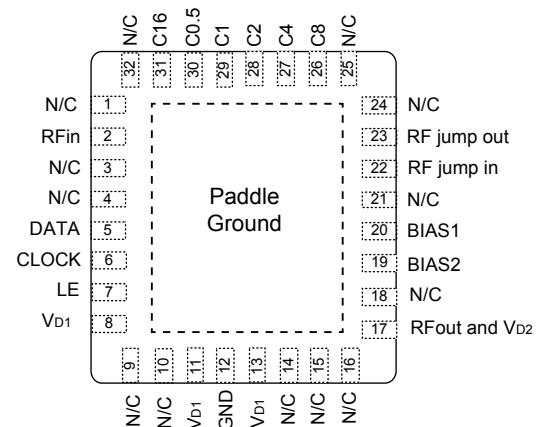 N/C C16 C0.5 C1 C2 C4 C8 N/C
32 31 30 29 28 27 26 25
N/C 1
RFin 2
N/C 3
N/C 4
DATA 5
CLOCK 6
LE 7
VD1 8
Paddle
Ground
24 N/C
23 RF jump out
22 RF jump in
21 N/C
20 BIAS1
19 BIAS2
18 N/C
17 RFout and VD2
9 10 11 12 13 14 15 16
N/C N/C VD1 GND VD1 N/C N/C N/C